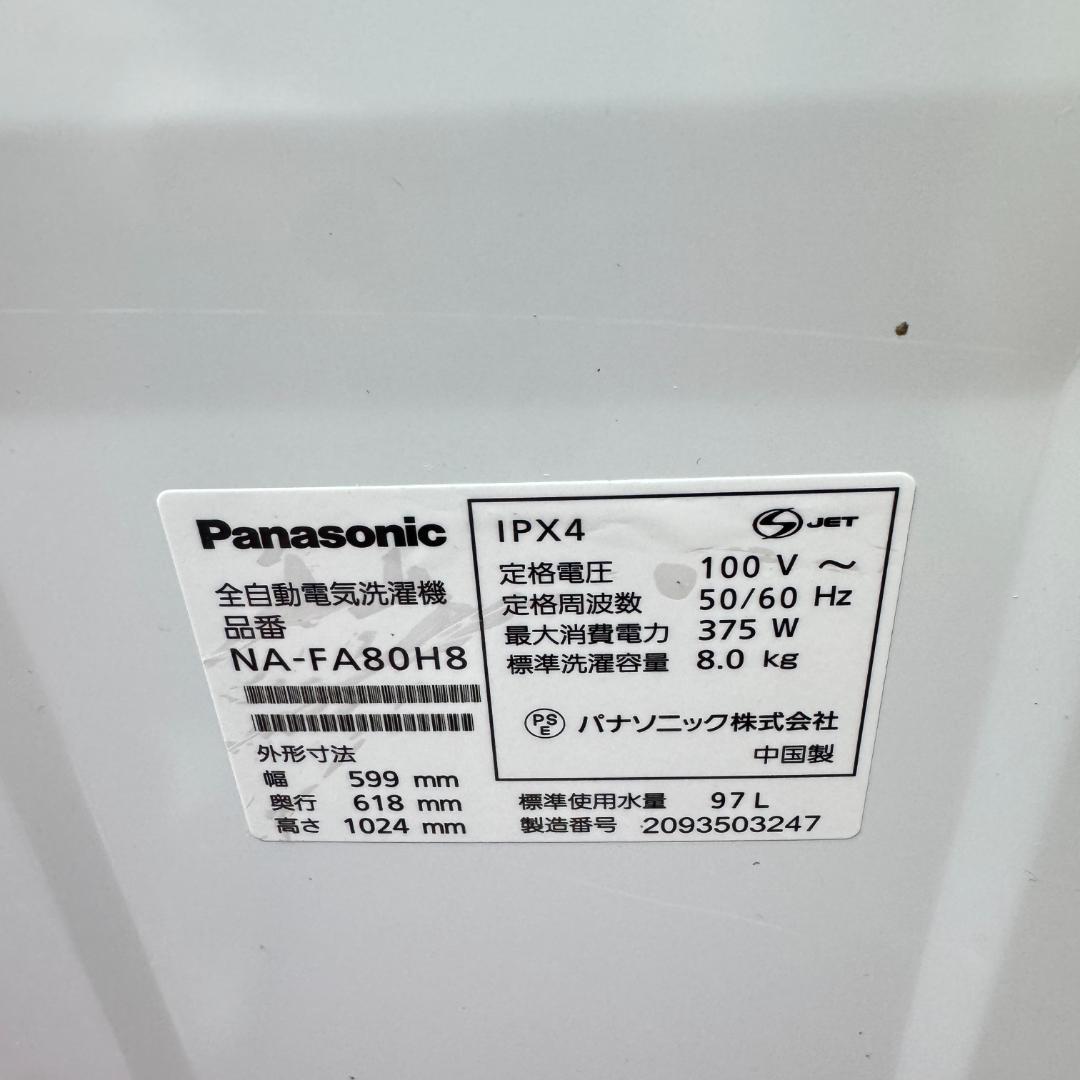 Panasonic
全自動電気洗濯機
品番
NA-FA80H8
外形寸法
幅 599 mm
奥行 618 mm
高さ 1024 mm
IPX4
S JET
定格電圧 100 V ～
定格周波数 50/60 Hz
最大消費電力 375 W
標準洗濯容量 8.0 kg
PSE パナソニック株式会社
中国製
標準使用水量 97 L
製造番号 2093503247